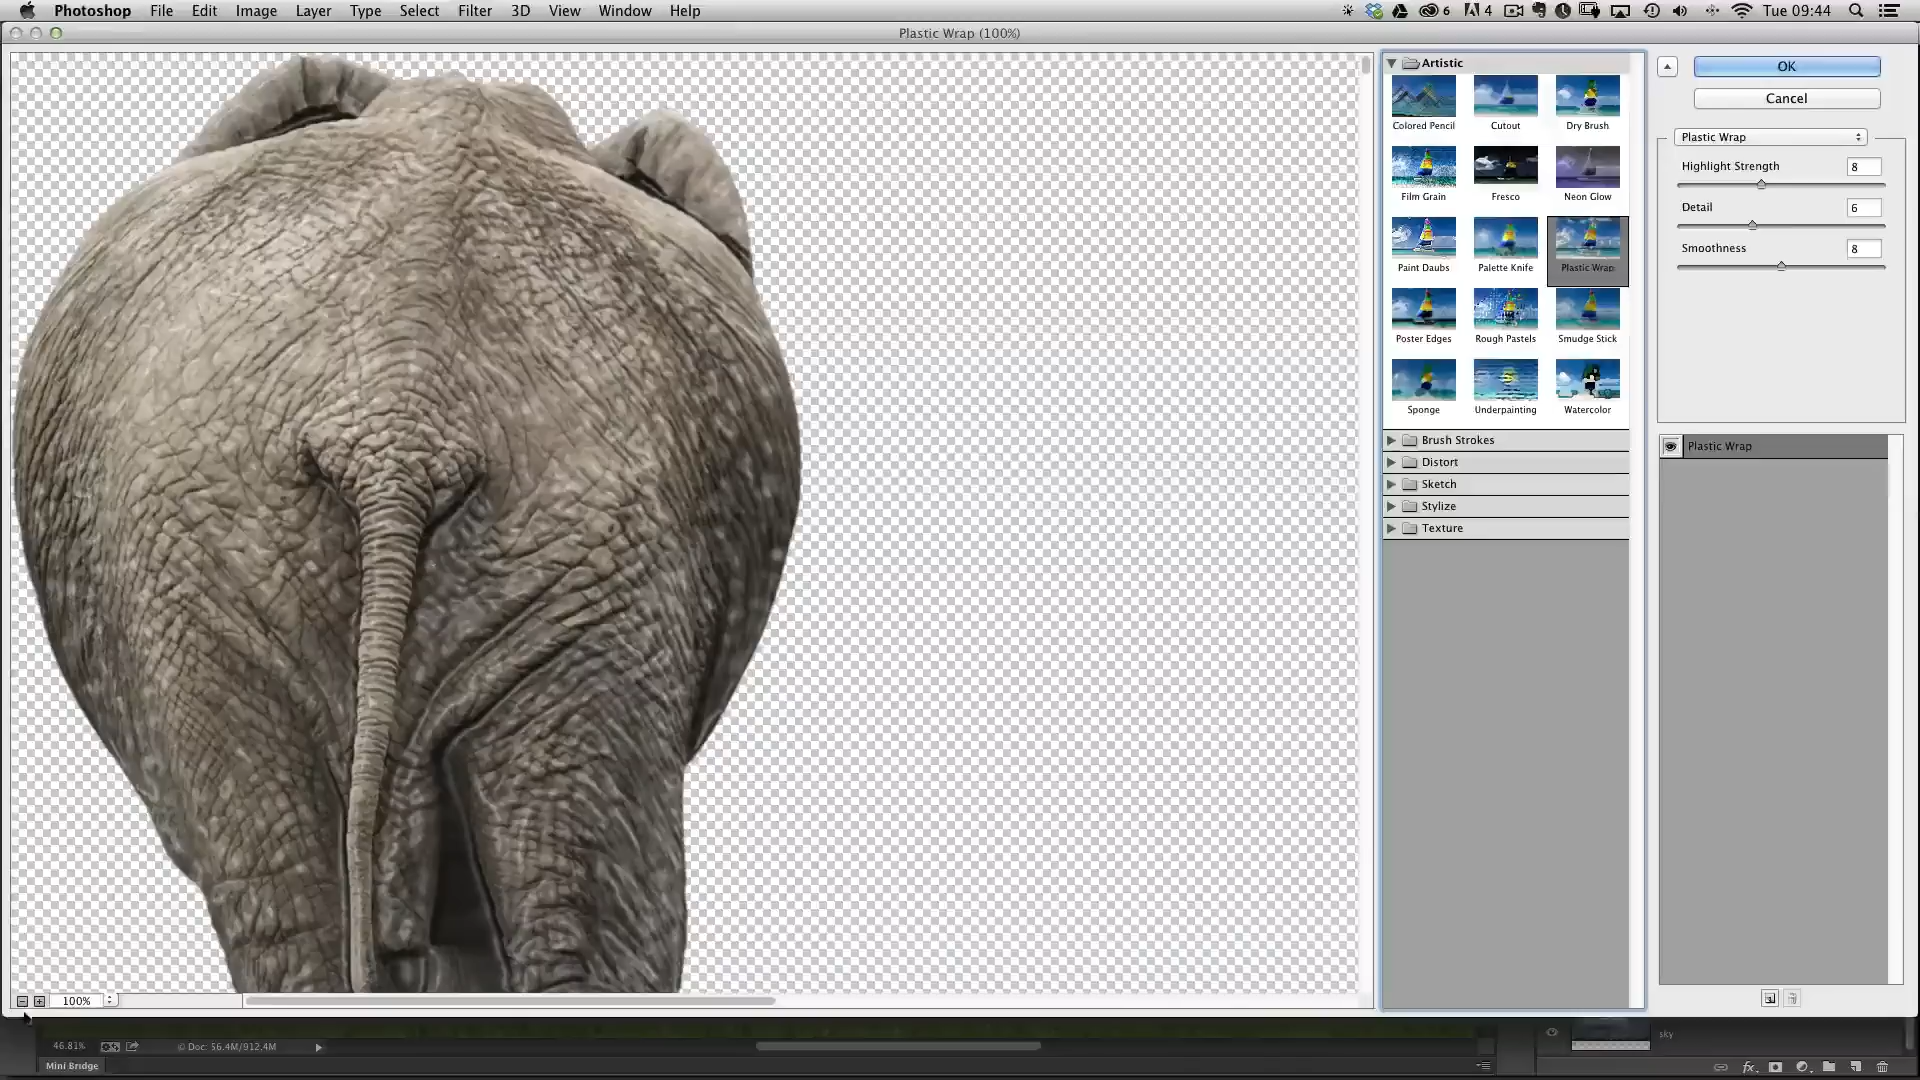 Photoshop File Edit Image Layer Type Select Filter 3D View Window Help 6 4 Tue 09:44
Plastic Wrap (100%)
Artistic
Colored Pencil Cutout Dry Brush
Film Grain Fresco Neon Glow
Paint Daubs Palette Knife Plastic Wrap
Poster Edges Rough Pastels Smudge Stick
Sponge Underpainting Watercolor
Brush Strokes
Distort
Sketch
Stylize
Texture
OK
Cancel
Plastic Wrap
Highlight Strength 8
Detail 6
Smoothness 8
Plastic Wrap
100%
46.81% © Doc: 56.4M/912.4M
Mini Bridge
sky
fx